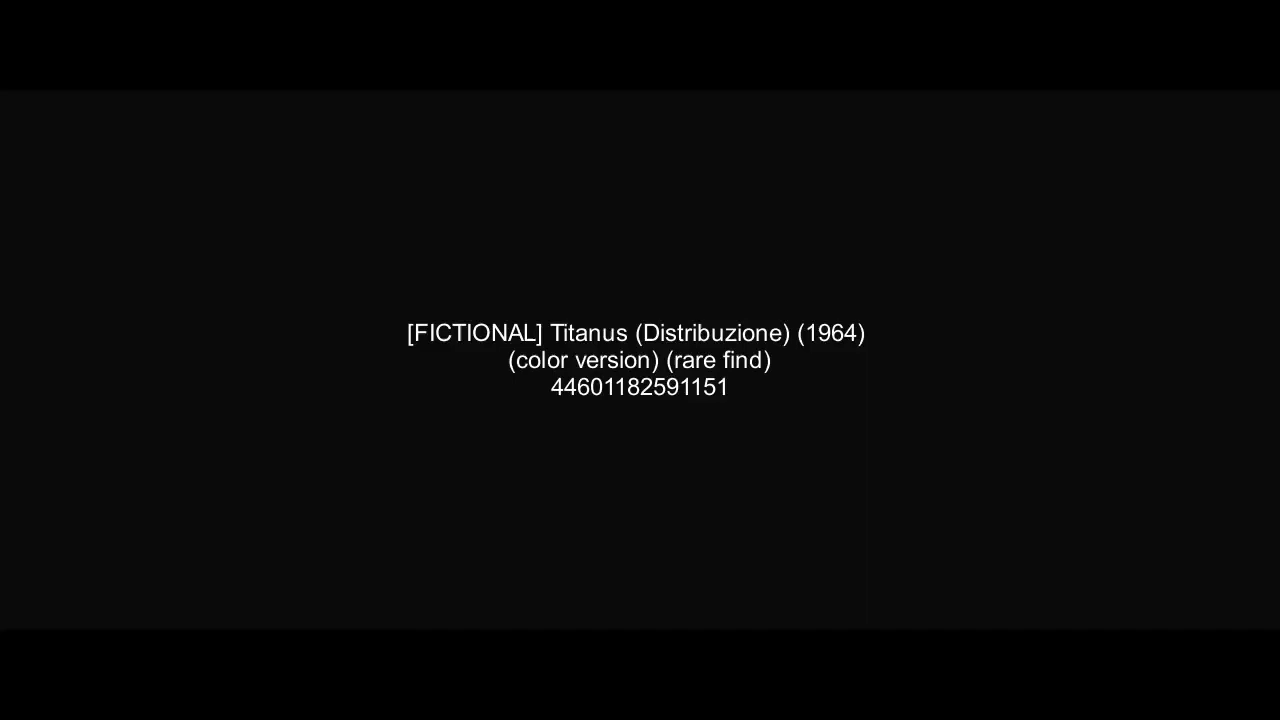 [FICTIONAL] Titanus (Distribuzione) (1964)
(color version) (rare find)
44601182591151